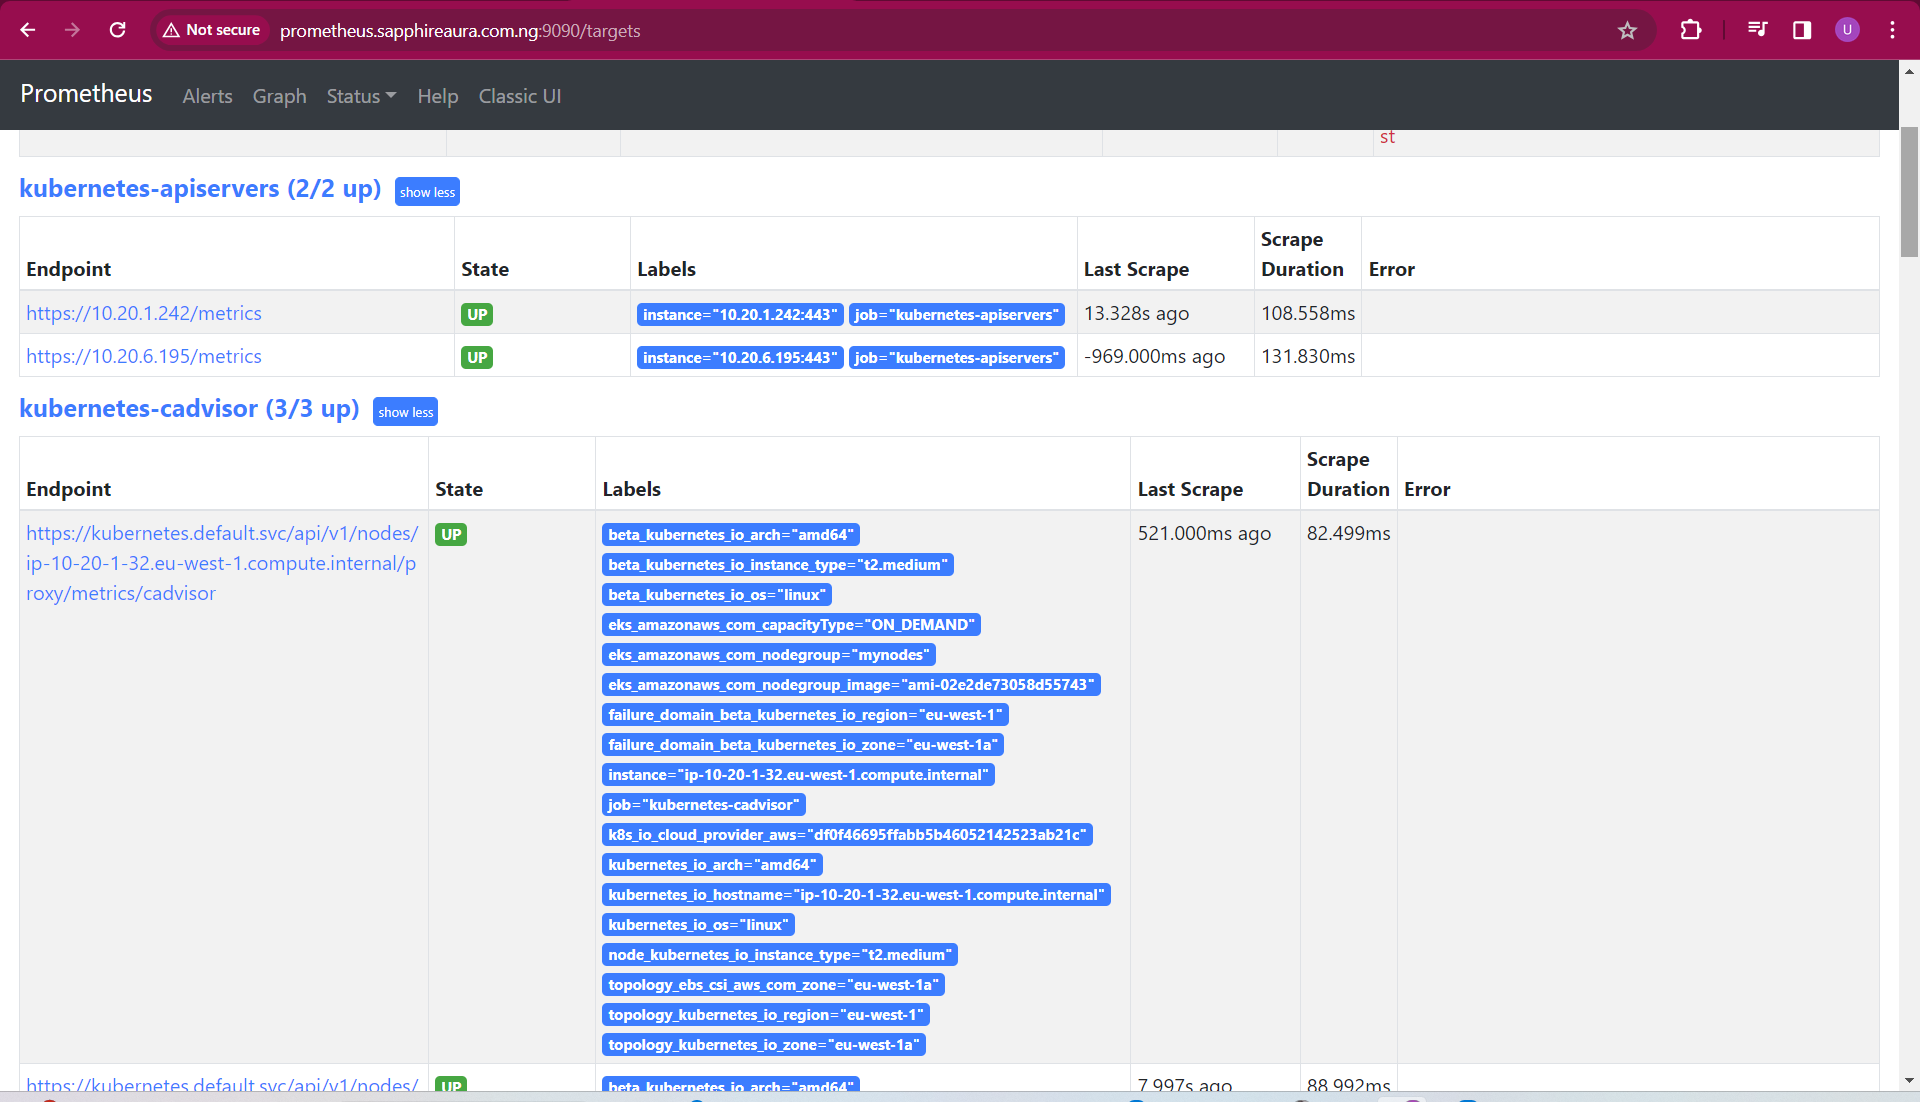 Not secure prometheus.sapphireaura.com.ng:9090/targets U
Prometheus Alerts Graph Status Help Classic UI
st
kubernetes-apiservers (2/2 up) show less
Endpoint State Labels Last Scrape Scrape Duration Error
https://10.20.1.242/metrics UP instance="10.20.1.242:443" job="kubernetes-apiservers" 13.328s ago 108.558ms
https://10.20.6.195/metrics UP instance="10.20.6.195:443" job="kubernetes-apiservers" -969.000ms ago 131.830ms
kubernetes-cadvisor (3/3 up) show less
Endpoint State Labels Last Scrape Scrape Duration Error
https://kubernetes.default.svc/api/v1/nodes/ UP beta_kubernetes_io_arch="amd64" 521.000ms ago 82.499ms
ip-10-20-1-32.eu-west-1.compute.internal/p beta_kubernetes_io_instance_type="t2.medium"
roxy/metrics/cadvisor beta_kubernetes_io_os="linux"
eks_amazonaws_com_capacityType="ON_DEMAND"
eks_amazonaws_com_nodegroup="mynodes"
eks_amazonaws_com_nodegroup_image="ami-02e2de73058d55743"
failure_domain_beta_kubernetes_io_region="eu-west-1"
failure_domain_beta_kubernetes_io_zone="eu-west-1a"
instance="ip-10-20-1-32.eu-west-1.compute.internal"
job="kubernetes-cadvisor"
k8s_io_cloud_provider_aws="df0f46695ffabb5b46052142523ab21c"
kubernetes_io_arch="amd64"
kubernetes_io_hostname="ip-10-20-1-32.eu-west-1.compute.internal"
kubernetes_io_os="linux"
node_kubernetes_io_instance_type="t2.medium"
topology_ebs_csi_aws_com_zone="eu-west-1a"
topology_kubernetes_io_region="eu-west-1"
topology_kubernetes_io_zone="eu-west-1a"
https://kubernetes.default.svc/api/v1/nodes/ UP beta_kubernetes_io_arch="amd64" 7.997s ago 88.992ms